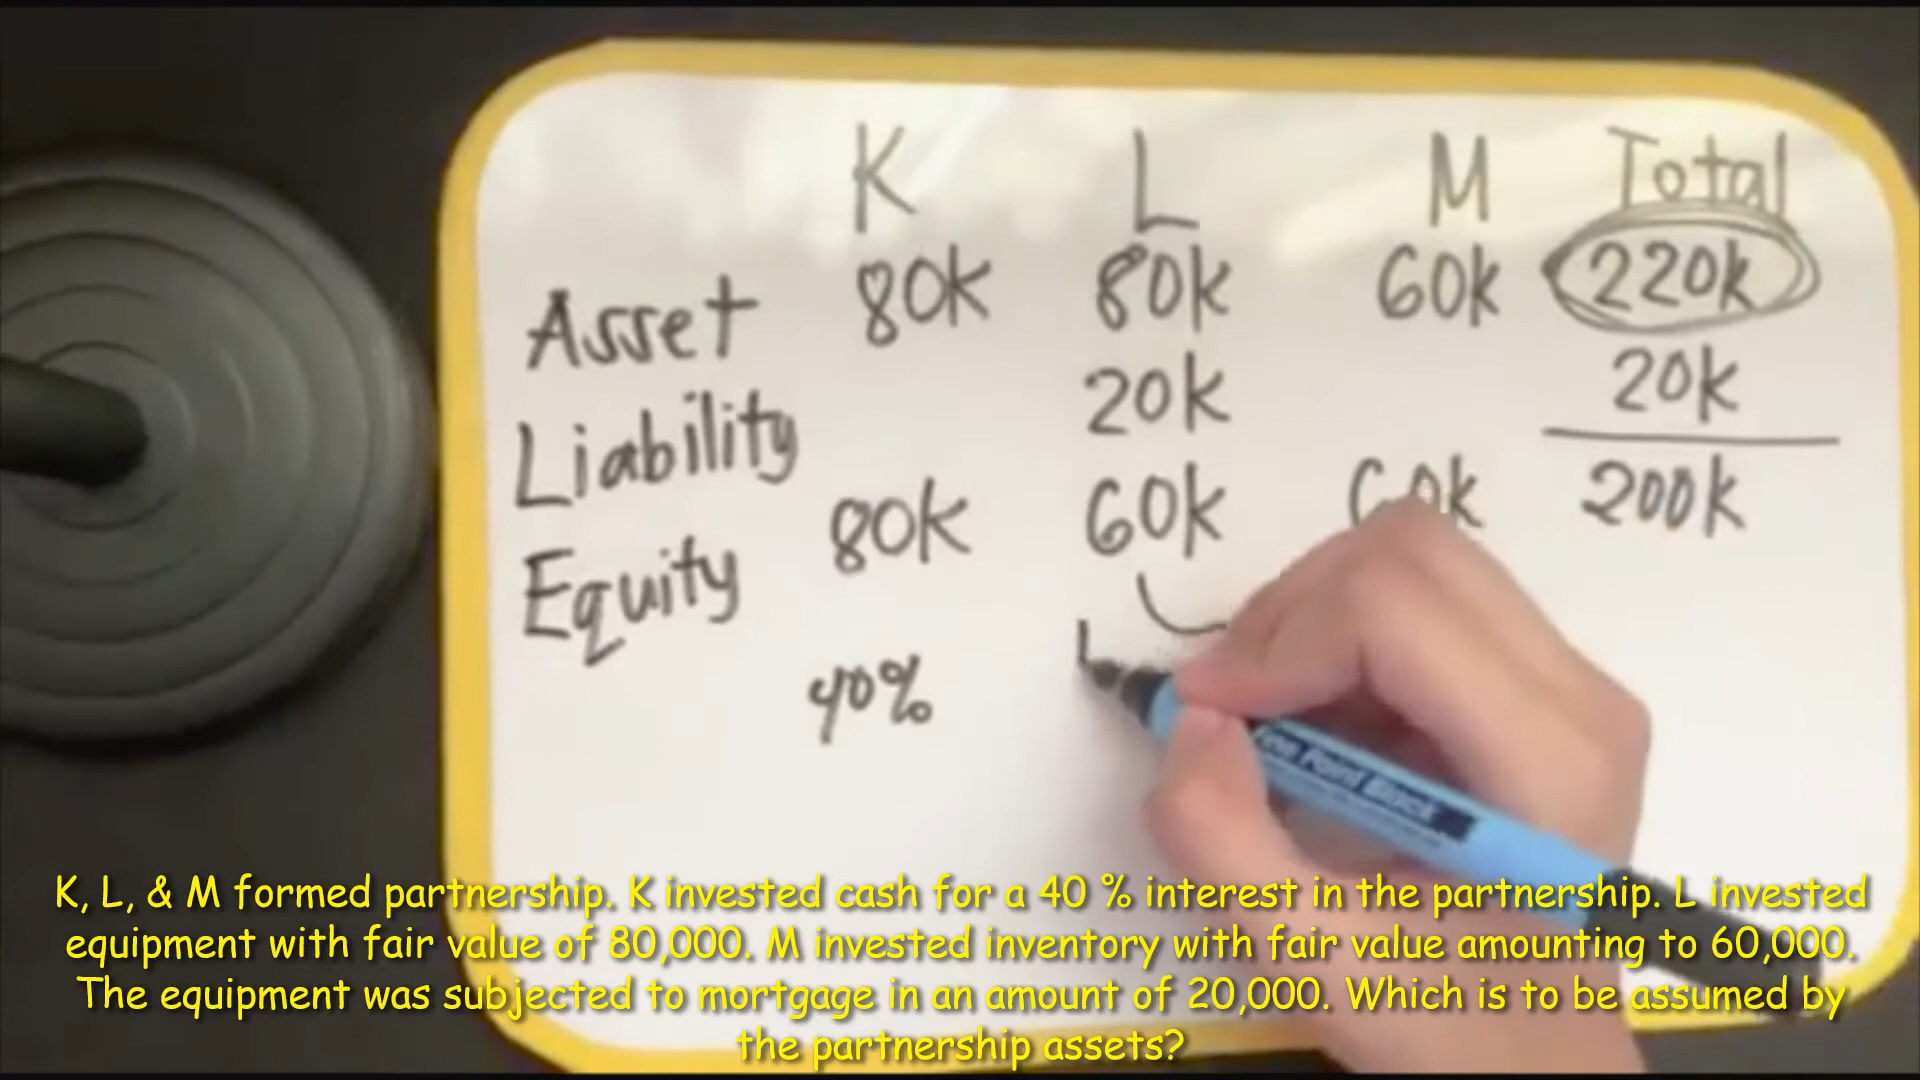 K L M Total
Asset 80k 80k 60k 220k
Liability 20k 20k
Equity 80k 60k 60k 200k
40%
Point Black
K, L, & M formed partnership. K invested cash for a 40 % interest in the partnership. L invested
equipment with fair value of 80,000. M invested inventory with fair value amounting to 60,000.
The equipment was subjected to mortgage in an amount of 20,000. Which is to be assumed by
the partnership assets?